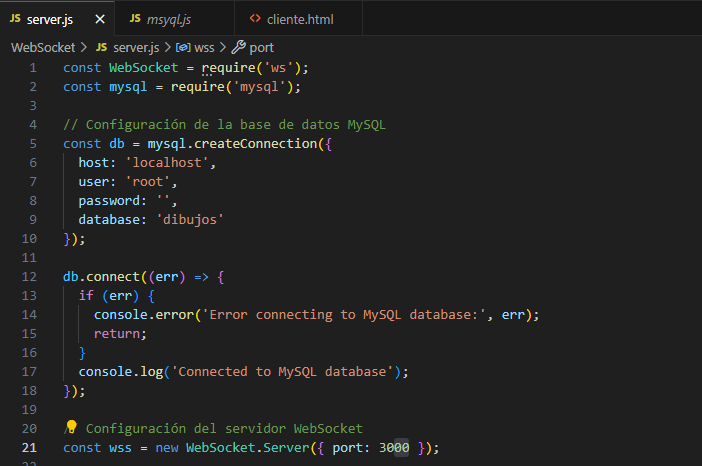 JS server.js × JS msyql.js <> cliente.html
WebSocket > JS server.js > wss > port
1 const WebSocket = require('ws');
2 const mysql = require('mysql');
3
4 // Configuración de la base de datos MySQL
5 const db = mysql.createConnection({
6 host: 'localhost',
7 user: 'root',
8 password: '',
9 database: 'dibujos'
10 });
11
12 db.connect((err) => {
13 if (err) {
14 console.error('Error connecting to MySQL database:', err);
15 return;
16 }
17 console.log('Connected to MySQL database');
18 });
19
20 / Configuración del servidor WebSocket
21 const wss = new WebSocket.Server({ port: 3000 });